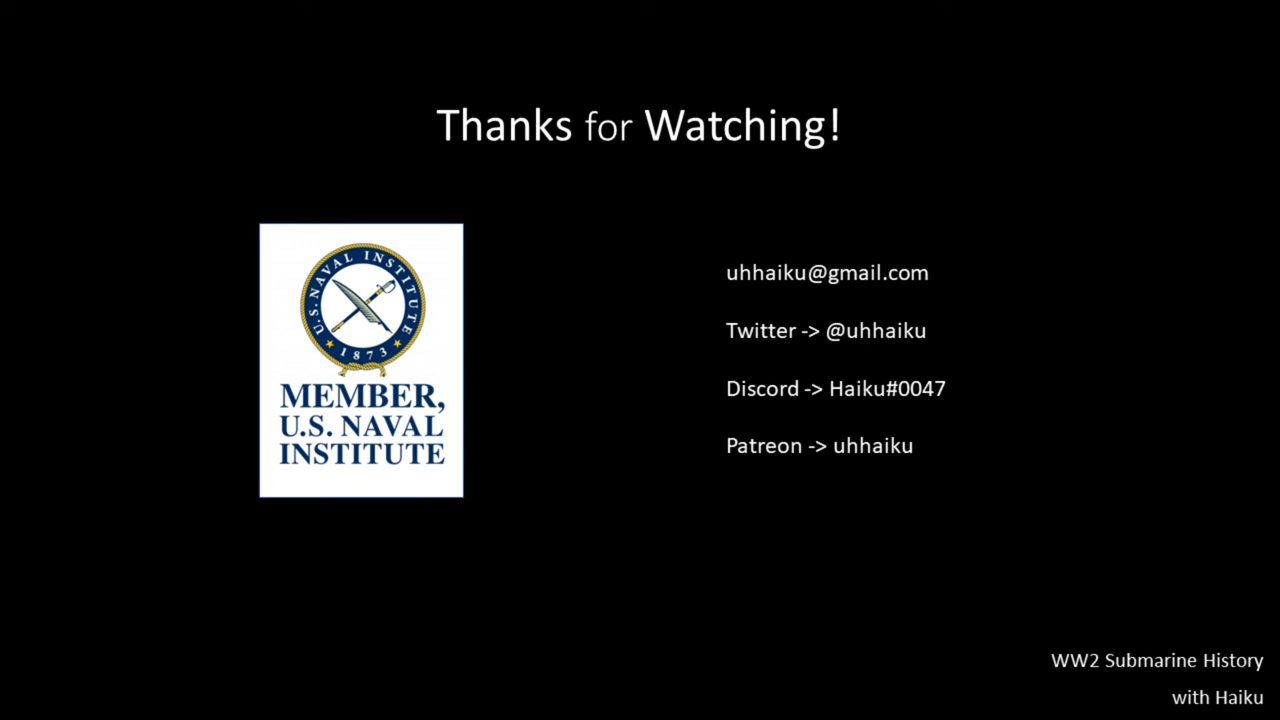 Thanks for Watching!
U.S. NAVAL INSTITUTE
1873
MEMBER,
U.S. NAVAL
INSTITUTE
uhhaiku@gmail.com
Twitter -> @uhhaiku
Discord -> Haiku#0047
Patreon -> uhhaiku
WW2 Submarine History
with Haiku